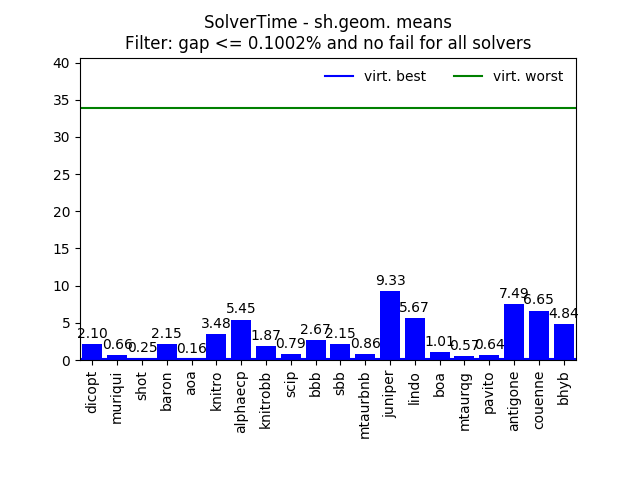 SolverTime - sh.geom. means
Filter: gap <= 0.1002% and no fail for all solvers
virt. best
virt. worst
40
35
30
25
20
15
10
5
0
2.10
0.66
0.25
2.15
0.16
3.48
5.45
1.87
0.79
2.67
2.15
0.86
9.33
5.67
1.01
0.57
0.64
7.49
6.65
4.84
dicopt
muriqui
shot
baron
aoa
knitro
alphaecp
knitrobb
scip
bbb
sbb
mtaurbnb
juniper
lindo
boa
mtaurqg
pavito
antigone
couenne
bhyb